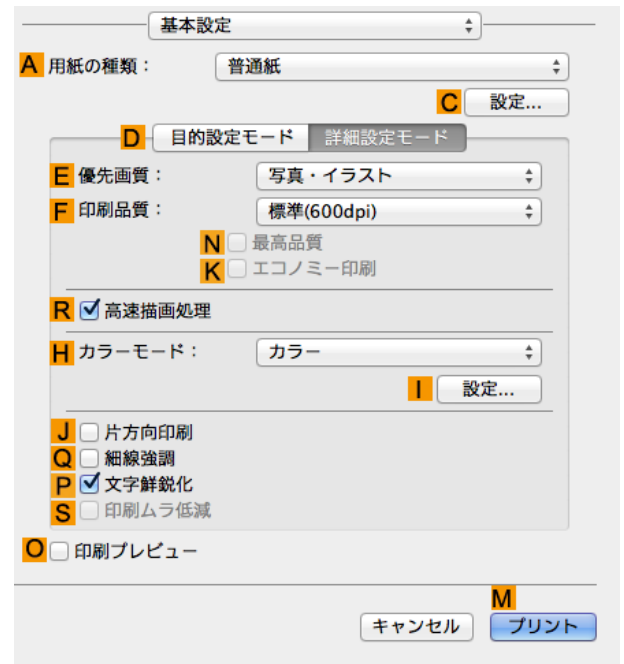 基本設定
A 用紙の種類： 普通紙
C 設定...
D 目的設定モード 詳細設定モード
E 優先画質： 写真・イラスト
F 印刷品質： 標準(600dpi)
N 最高品質
K エコノミー印刷
R 高速描画処理
H カラーモード： カラー
I 設定...
J 片方向印刷
Q 細線強調
P 文字鮮鋭化
S 印刷ムラ低減
O 印刷プレビュー
M
キャンセル プリント